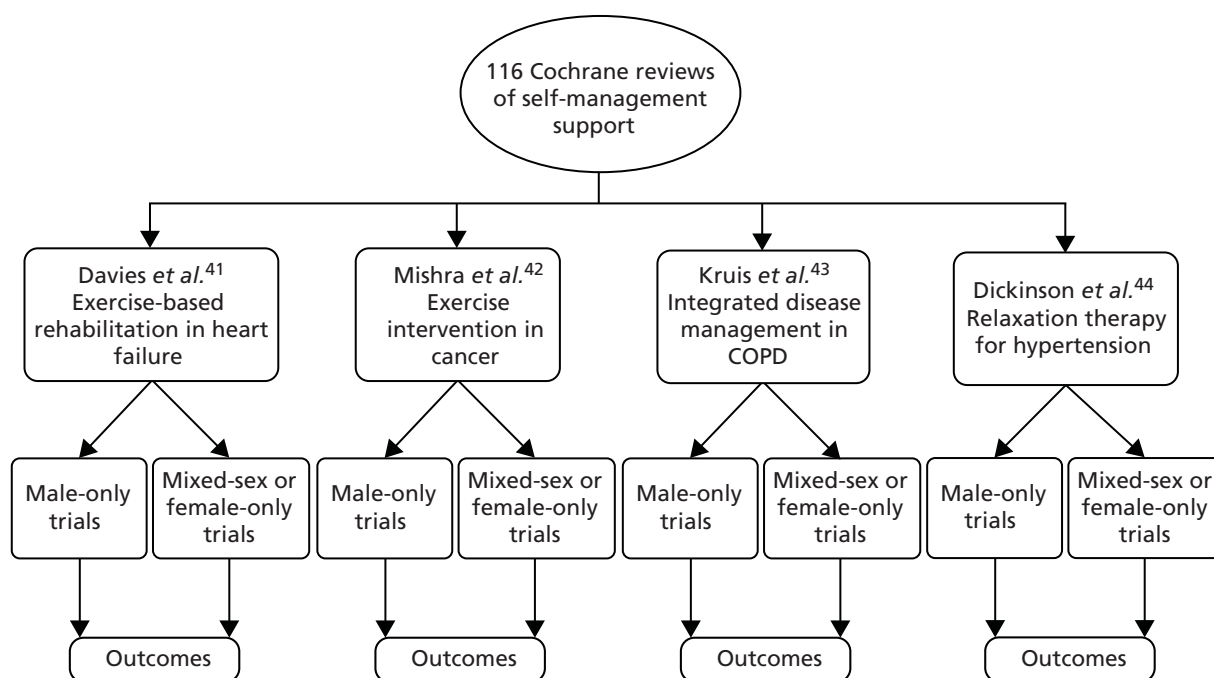 116 Cochrane reviews
of self-management
support
Davies et al.41
Exercise-based
rehabilitation in heart
failure
Mishra et al.42
Exercise
intervention in
cancer
Kruis et al.43
Integrated disease
management in
COPD
Dickinson et al.44
Relaxation therapy
for hypertension
Male-only
trials
Mixed-sex or
female-only
trials
Male-only
trials
Mixed-sex or
female-only
trials
Male-only
trials
Mixed-sex or
female-only
trials
Male-only
trials
Mixed-sex or
female-only
trials
Outcomes
Outcomes
Outcomes
Outcomes